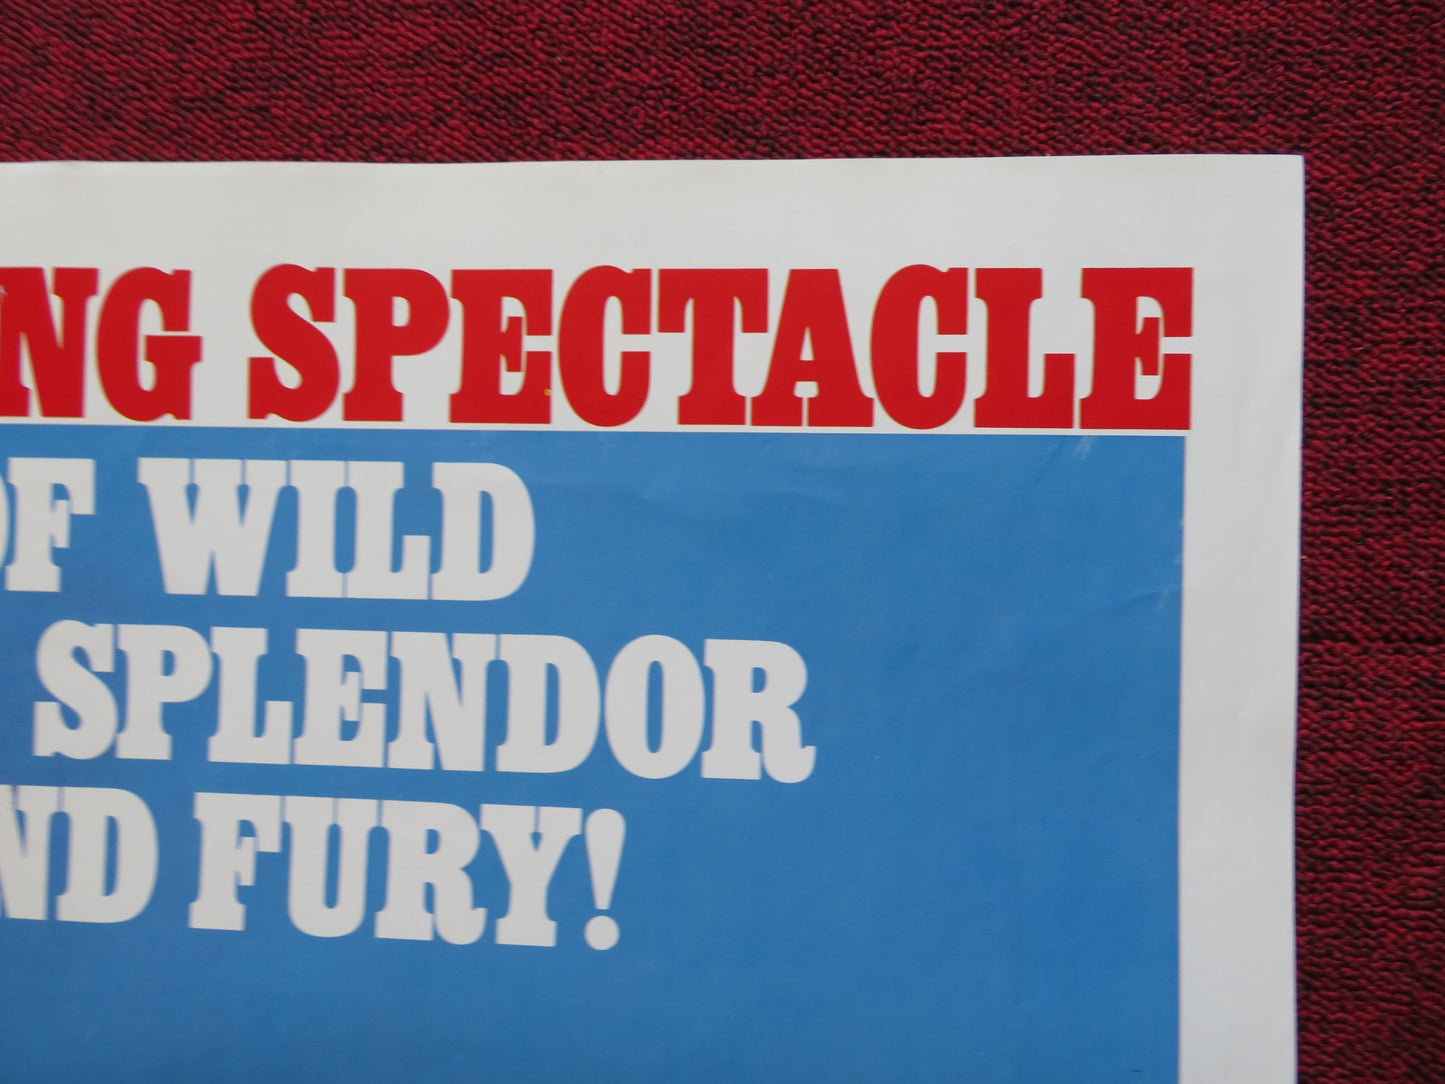 NG SPECTACLE
OF WILD
SPLENDOR
ND FURY!